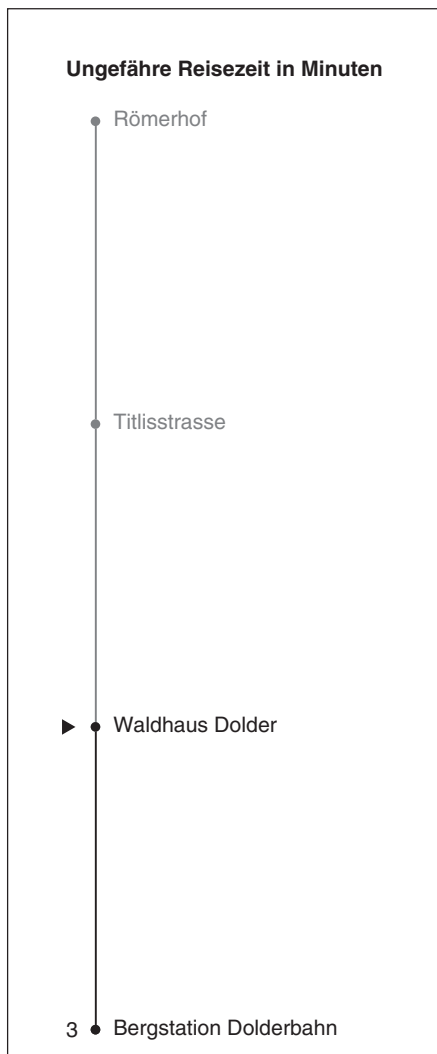 Ungefähre Reisezeit in Minuten
Römerhof
Titlisstrasse
Waldhaus Dolder
3 Bergstation Dolderbahn